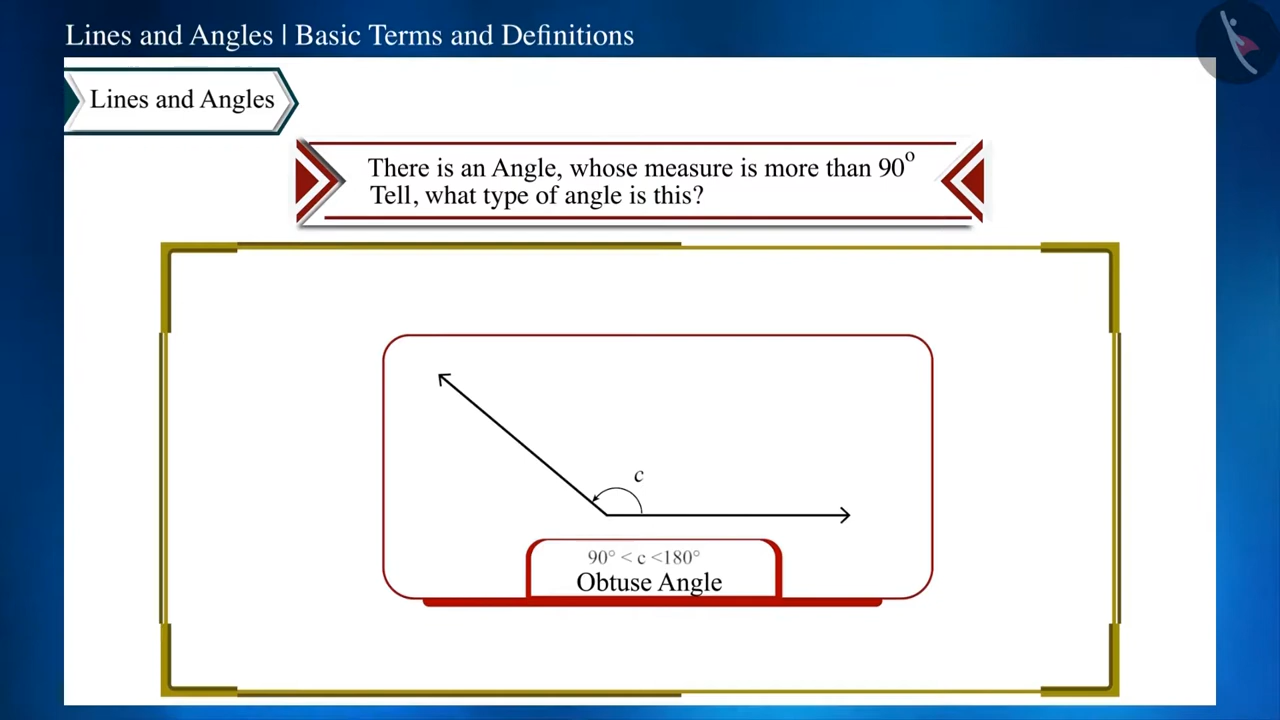 Lines and Angles | Basic Terms and Definitions
Lines and Angles
There is an Angle, whose measure is more than 90°
Tell, what type of angle is this?
c
90° < c <180°
Obtuse Angle